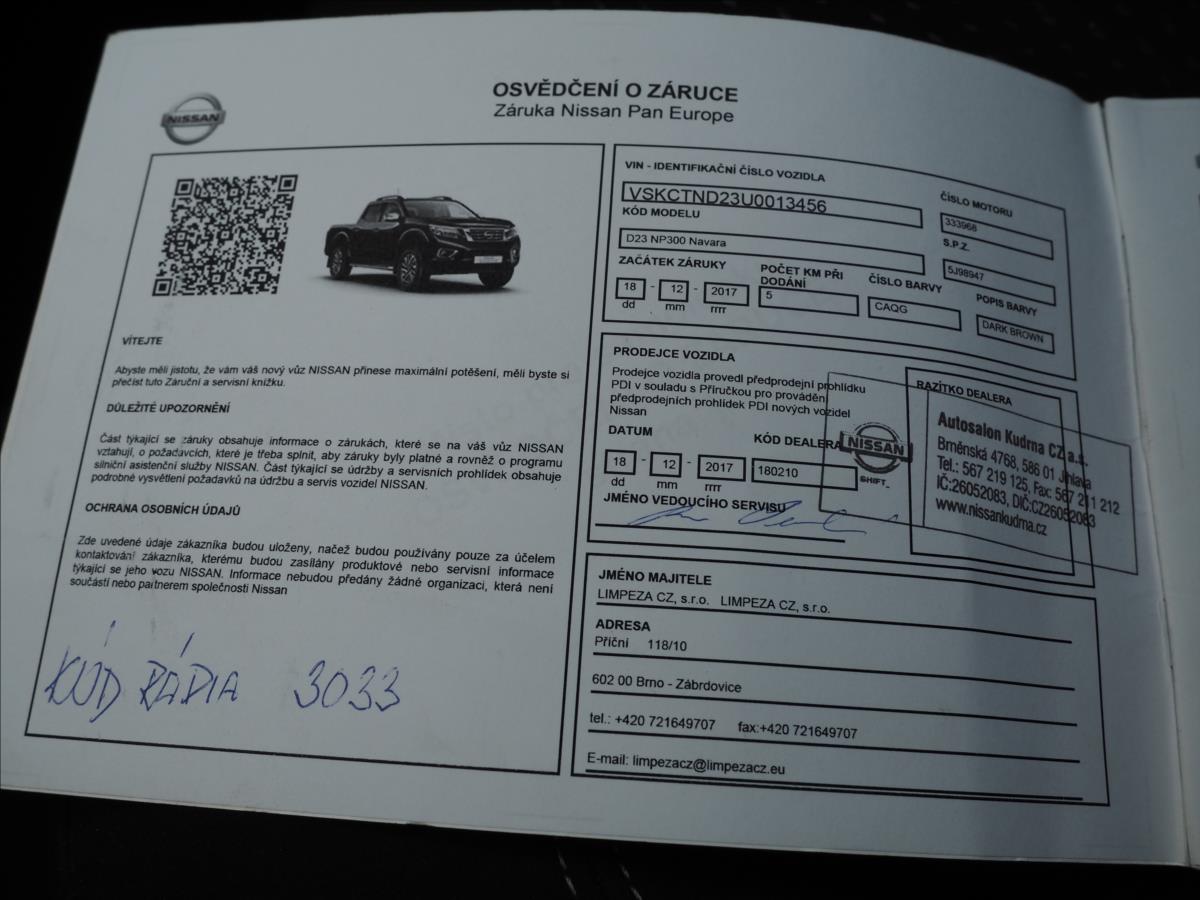 OSVĚDČENÍ O ZÁRUCE
Záruka Nissan Pan Europe
NISSAN
VÍTEJTE
Abyste měli jistotu, že vám váš nový vůz NISSAN přinese maximální potěšení, měli byste si
přečíst tuto Záruční a servisní knížku.
DŮLEŽITÉ UPOZORNĚNÍ
Část týkající se záruky obsahuje informace o zárukách, které se na váš vůz NISSAN
vztahují, o požadavcích, které je třeba splnit, aby záruky byly platné a rovněž o programu
silniční asistenční služby NISSAN. Část týkající se údržby a servisních prohlídek obsahuje
podrobné vysvětlení požadavků na údržbu a servis vozidel NISSAN.
OCHRANA OSOBNÍCH ÚDAJŮ
Zde uvedené údaje zákazníka budou uloženy, načež budou používány pouze za účelem
kontaktování zákazníka, kterému budou zasílány produktové nebo servisní informace
týkající se jeho vozu NISSAN. Informace nebudou předány žádné organizaci, která není
součástí nebo partnerem společnosti Nissan
KÓD RÁDIA 3033
VIN - IDENTIFIKAČNÍ ČÍSLO VOZIDLA
VSKCTND23U0013456
ČÍSLO MOTORU
333968
KÓD MODELU
D23 NP300 Navara
S.P.Z.
5J98947
ZAČÁTEK ZÁRUKY
18 - 12 - 2017
dd mm rrrr
POČET KM PŘI
DODÁNÍ
5
ČÍSLO BARVY
CAQG
POPIS BARVY
DARK BROWN
PRODEJCE VOZIDLA
Prodejce vozidla provedl předprodejní prohlídku
PDI v souladu s Příručkou pro provádění
předprodejních prohlídek PDI nových vozidel
Nissan
DATUM
18 - 12 - 2017
dd mm rrrr
KÓD DEALERA
180210
JMÉNO VEDOUCÍHO SERVISU
RAZÍTKO DEALERA
NISSAN
SHIFT_
Autosalon Kudrna CZ a.s.
Brněnská 4768, 586 01 Jihlava
Tel.: 567 219 125, Fax: 567 211 212
IČ:26052083, DIČ:CZ26052083
www.nissankudrna.cz
JMÉNO MAJITELE
LIMPEZA CZ, s.r.o. LIMPEZA CZ, s.r.o.
ADRESA
Příční 118/10
602 00 Brno - Zábrdovice
tel.: +420 721649707 fax:+420 721649707
E-mail: limpezacz@limpezacz.eu